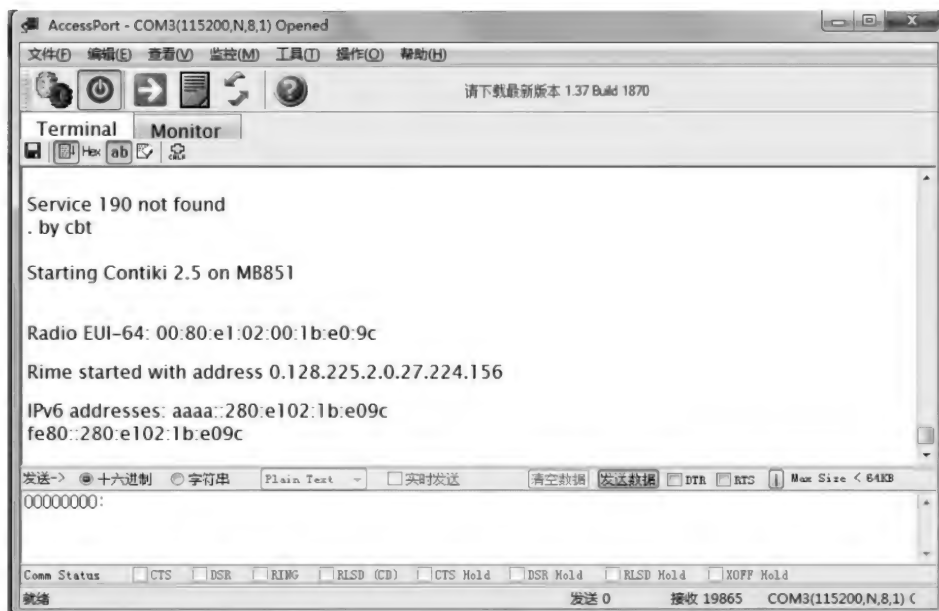 AccessPort - COM3(115200,N,8,1) Opened
文件(F) 编辑(E) 查看(V) 监控(M) 工具(T) 操作(O) 帮助(H)
请下载最新版本 1.37 Build 1870
Terminal Monitor
Hex ab
Service 190 not found
. by cbt
Starting Contiki 2.5 on MB851
Radio EUI-64: 00:80:e1:02:00:1b:e0:9c
Rime started with address 0.128.225.2.0.27.224.156
IPv6 addresses: aaaa::280:e102:1b:e09c
fe80::280:e102:1b:e09c
发送-> 十六进制 字符串 Plain Text 实时发送 清空数据 发送数据 DTR RTS Max Size < 64KB
00000000:
Comm Status CTS DSR RING RLSD (CD) CTS Hold DSR Hold RLSD Hold XOFF Hold
就绪 发送 0 接收 19865 COM3(115200,N,8,1) C